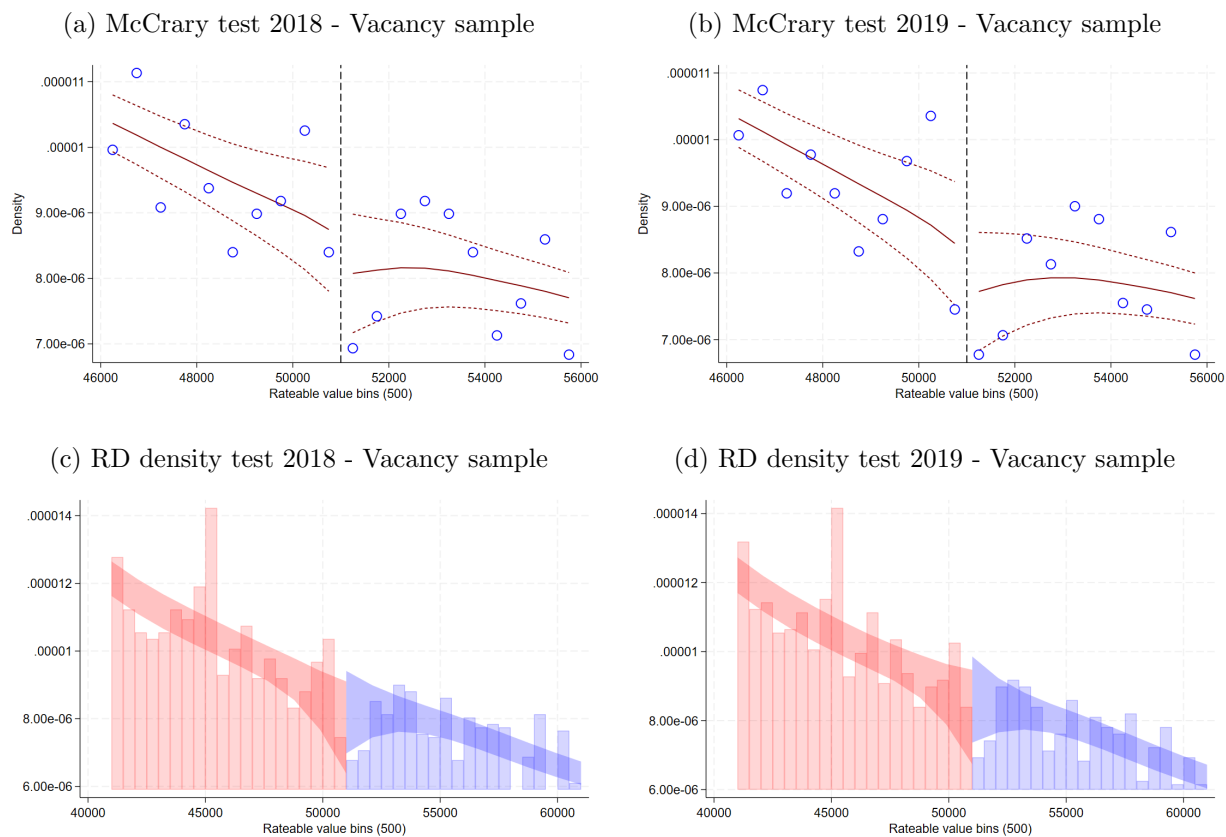 (a) McCrary test 2018 - Vacancy sample
.000011
.00001
9.00e-06
8.00e-06
7.00e-06
Density
46000 48000 50000 52000 54000 56000
Rateable value bins (500)
(b) McCrary test 2019 - Vacancy sample
.000011
.00001
9.00e-06
8.00e-06
7.00e-06
Density
46000 48000 50000 52000 54000 56000
Rateable value bins (500)
(c) RD density test 2018 - Vacancy sample
.000014
.000012
.00001
8.00e-06
6.00e-06
40000 45000 50000 55000 60000
Rateable value bins (500)
(d) RD density test 2019 - Vacancy sample
.000014
.000012
.00001
8.00e-06
6.00e-06
40000 45000 50000 55000 60000
Rateable value bins (500)